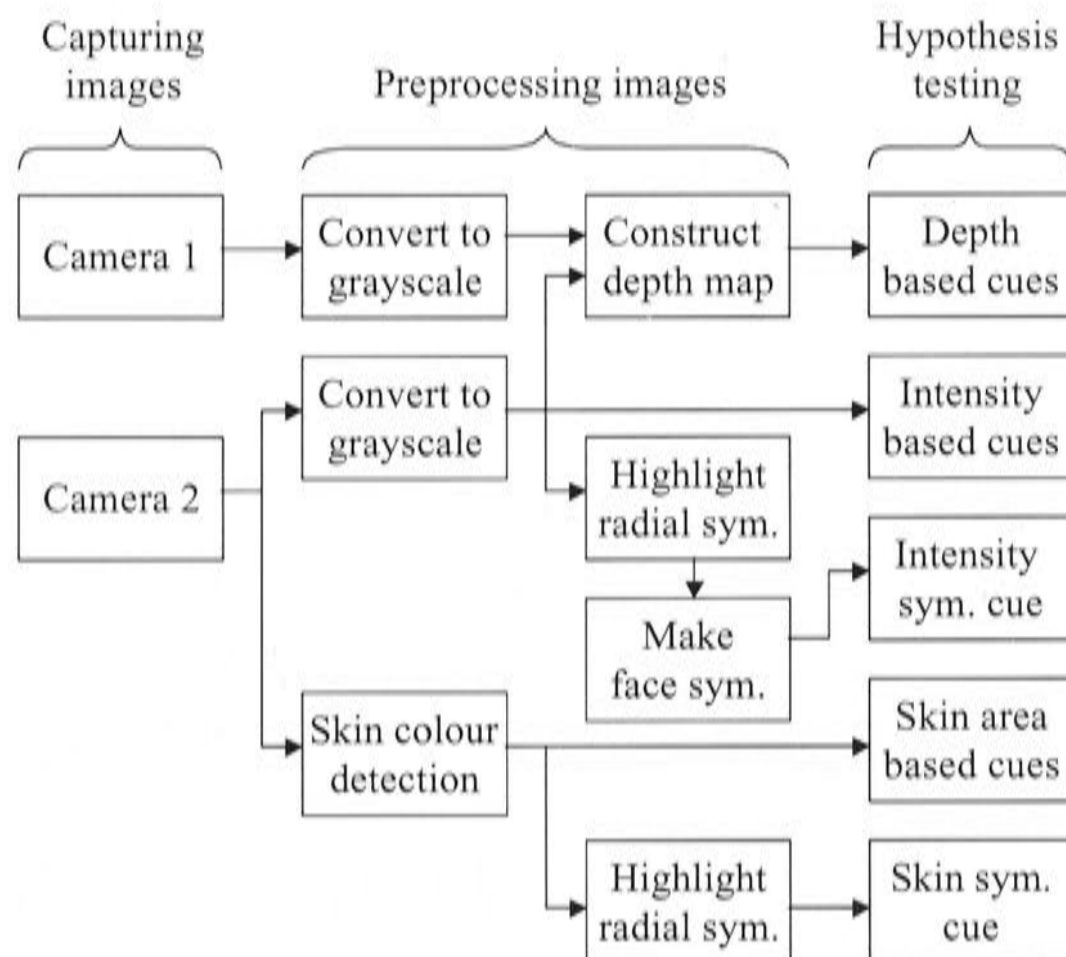 Capturing
images
Preprocessing images
Hypothesis
testing
Camera 1
Convert to
grayscale
Construct
depth map
Depth
based cues
Convert to
grayscale
Intensity
based cues
Camera 2
Highlight
radial sym.
Intensity
sym. cue
Make
face sym.
Skin colour
detection
Skin area
based cues
Highlight
radial sym.
Skin sym.
cue